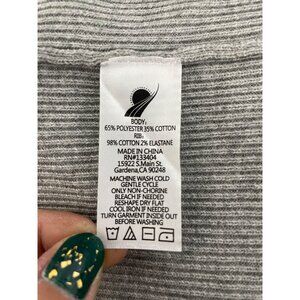 BODY:
65% POLYESTER 35% COTTON
RIB:
98% COTTON 2% ELASTANE
MADE IN CHINA
RN#133404
15922 S.Main St.
Gardena,CA 90248
MACHINE WASH COLD
GENTLE CYCLE
ONLY NON-CHORINE
BLEACH IF NEEDED
RESHAPE DRY FLAT
COOL IRON IF NEEDED
TURN GARMENT INSIDE OUT
BEFORE WASHING